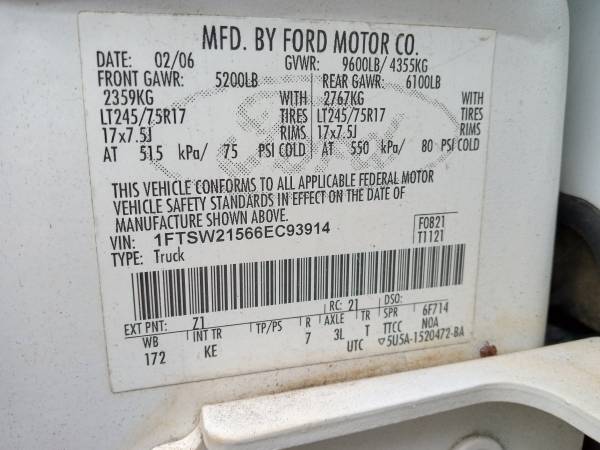 MFD. BY FORD MOTOR CO.
DATE: 02/06 GVWR: 9600LB/ 4355KG
FRONT GAWR: 5200LB REAR GAWR: 6100LB
2359KG WITH 2767KG WITH
LT245/75R17 TIRES LT245/75R17 TIRES
17x7.5J RIMS 17x7.5J RIMS
AT 515 kPa/ 75 PSI COLD AT 550 kPa/ 80 PSI COLD
Ford
THIS VEHICLE CONFORMS TO ALL APPLICABLE FEDERAL MOTOR
VEHICLE SAFETY STANDARDS IN EFFECT ON THE DATE OF
MANUFACTURE SHOWN ABOVE.
VIN: 1FTSW21566EC93914 F0821
TYPE: Truck T1121
EXT PNT: Z1 RC: 21 DSO:
WB INT TR TP/PS R AXLE TR SPR 6F714
172 KE 7 3L T TTCC NOA
UTC ▽5U5A-1520472-BA